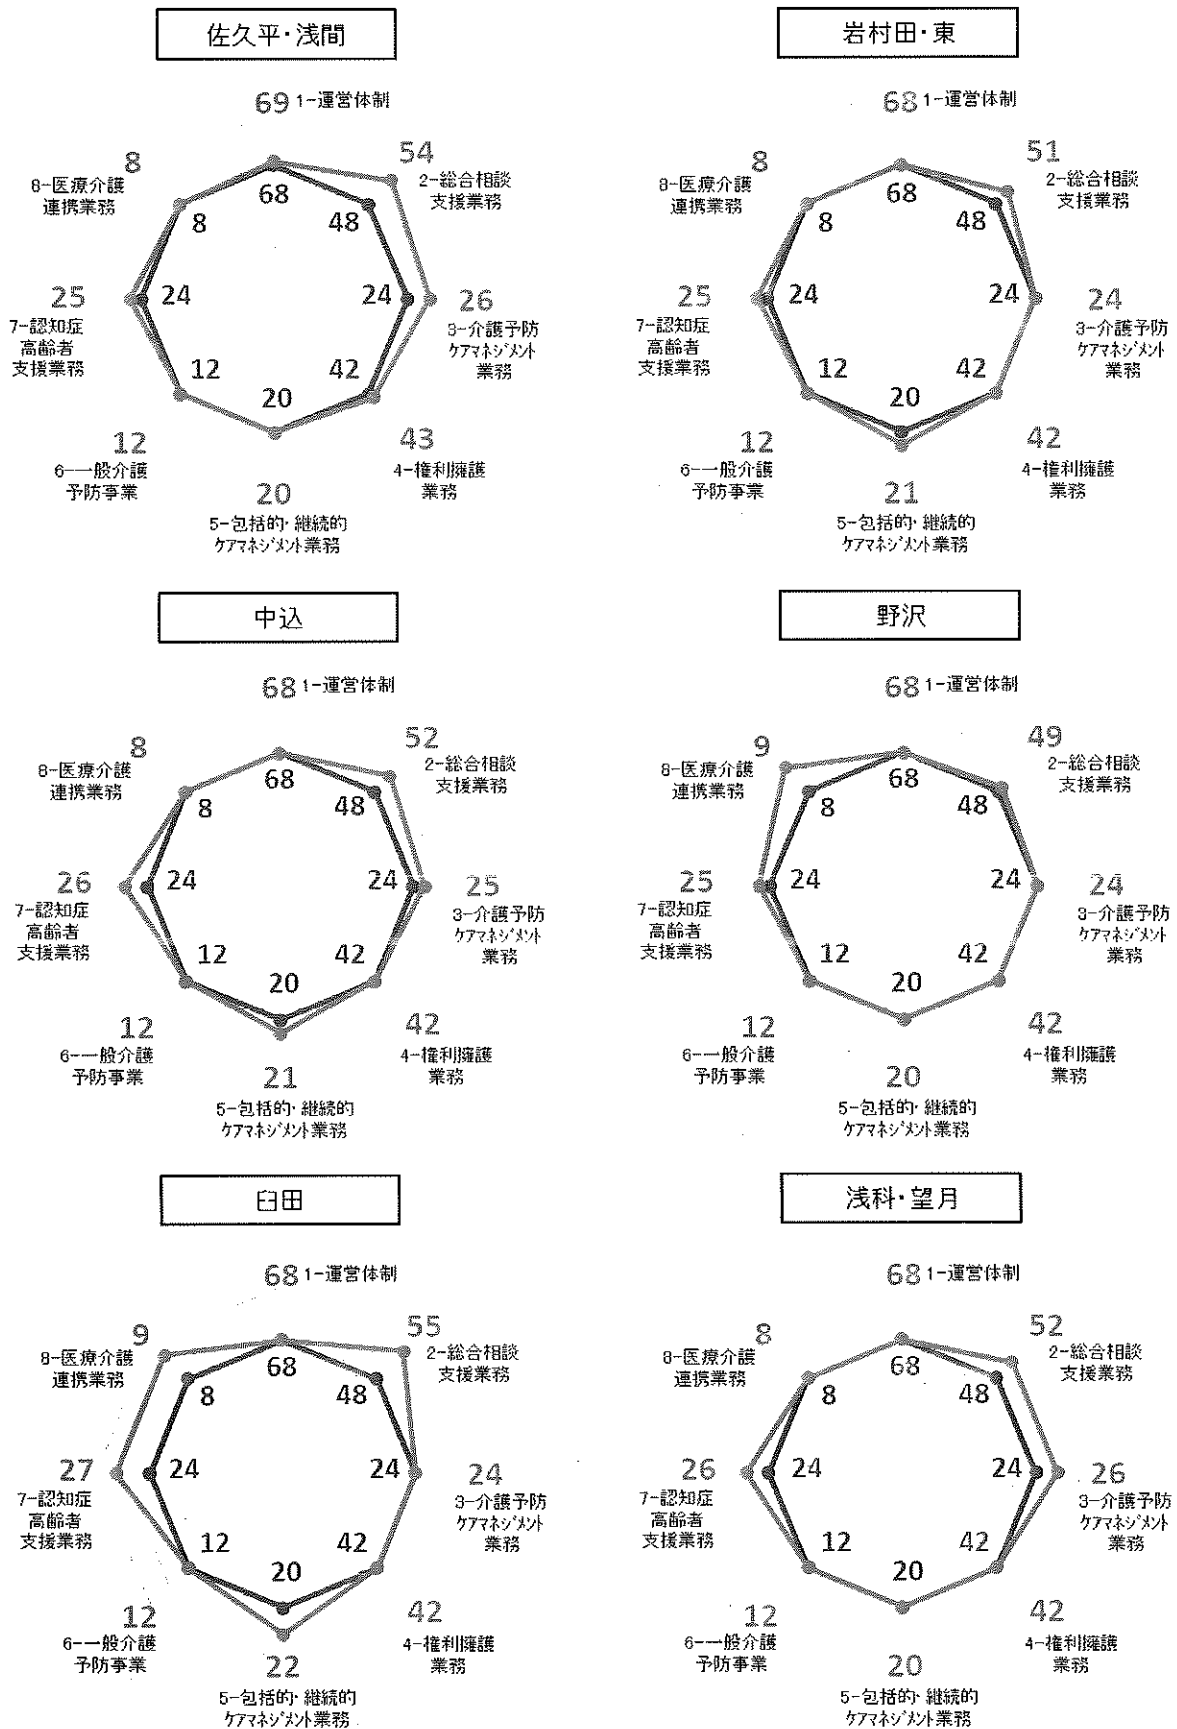 佐久平・浅間
69 1-運営体制
54
2-総合相談
支援業務
26
3-介護予防
ケアマネジメント
業務
43
4-権利擁護
業務
20
5-包括的・継続的
ケアマネジメント業務
12
6-一般介護
予防事業
25
7-認知症
高齢者
支援業務
8
8-医療介護
連携業務
68
48
24
42
20
12
24
8
岩村田・東
68 1-運営体制
51
2-総合相談
支援業務
24
3-介護予防
ケアマネジメント
業務
42
4-権利擁護
業務
21
5-包括的・継続的
ケアマネジメント業務
12
6-一般介護
予防事業
25
7-認知症
高齢者
支援業務
8
8-医療介護
連携業務
68
48
24
42
20
12
24
8
中込
68 1-運営体制
52
2-総合相談
支援業務
25
3-介護予防
ケアマネジメント
業務
42
4-権利擁護
業務
21
5-包括的・継続的
ケアマネジメント業務
12
6-一般介護
予防事業
26
7-認知症
高齢者
支援業務
8
8-医療介護
連携業務
68
48
24
42
20
12
24
8
野沢
68 1-運営体制
49
2-総合相談
支援業務
24
3-介護予防
ケアマネジメント
業務
42
4-権利擁護
業務
20
5-包括的・継続的
ケアマネジメント業務
12
6-一般介護
予防事業
25
7-認知症
高齢者
支援業務
9
8-医療介護
連携業務
68
48
24
42
20
12
24
8
臼田
68 1-運営体制
55
2-総合相談
支援業務
24
3-介護予防
ケアマネジメント
業務
42
4-権利擁護
業務
22
5-包括的・継続的
ケアマネジメント業務
12
6-一般介護
予防事業
27
7-認知症
高齢者
支援業務
9
8-医療介護
連携業務
68
48
24
42
20
12
24
8
浅科・望月
68 1-運営体制
52
2-総合相談
支援業務
26
3-介護予防
ケアマネジメント
業務
42
4-権利擁護
業務
20
5-包括的・継続的
ケアマネジメント業務
12
6-一般介護
予防事業
26
7-認知症
高齢者
支援業務
8
8-医療介護
連携業務
68
48
24
42
20
12
24
8